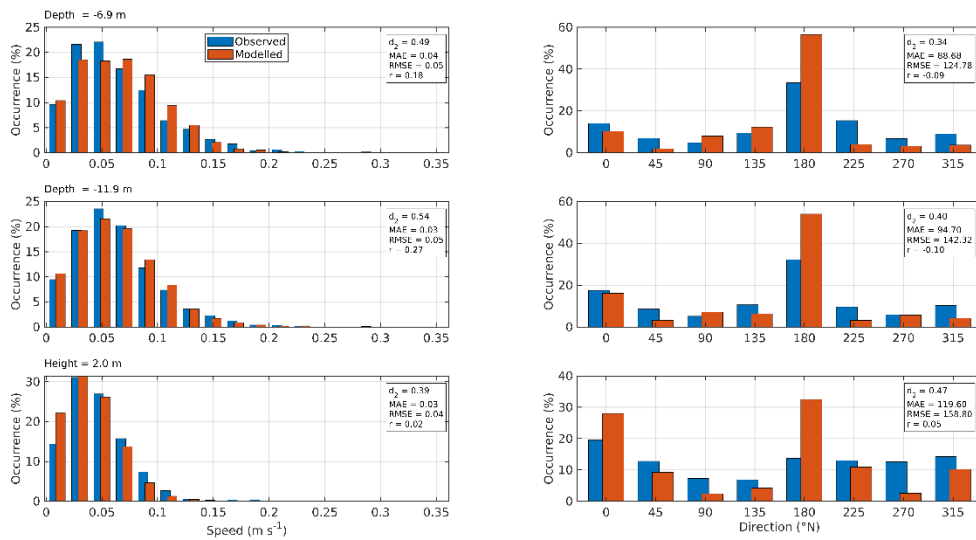 Depth = -6.9 m
Occurrence (%)
25
20
15
10
5
0
0 0.05 0.1 0.15 0.2 0.25 0.3 0.35
Observed
Modelled
d2 = 0.49
MAE = 0.04
RMSE = 0.05
r = 0.18
Occurrence (%)
60
40
20
0
0 45 90 135 180 225 270 315
d2 = 0.34
MAE = 88.68
RMSE = 124.78
r = -0.09
Depth = -11.9 m
Occurrence (%)
25
20
15
10
5
0
0 0.05 0.1 0.15 0.2 0.25 0.3 0.35
d2 = 0.54
MAE = 0.03
RMSE = 0.05
r = 0.27
Occurrence (%)
60
40
20
0
0 45 90 135 180 225 270 315
d2 = 0.40
MAE = 94.70
RMSE = 142.32
r = -0.10
Height = 2.0 m
Occurrence (%)
30
20
10
0
0 0.05 0.1 0.15 0.2 0.25 0.3 0.35
Speed (m s-1)
d2 = 0.39
MAE = 0.03
RMSE = 0.04
r = 0.02
Occurrence (%)
40
30
20
10
0
0 45 90 135 180 225 270 315
Direction (°N)
d2 = 0.47
MAE = 119.60
RMSE = 158.80
r = 0.05